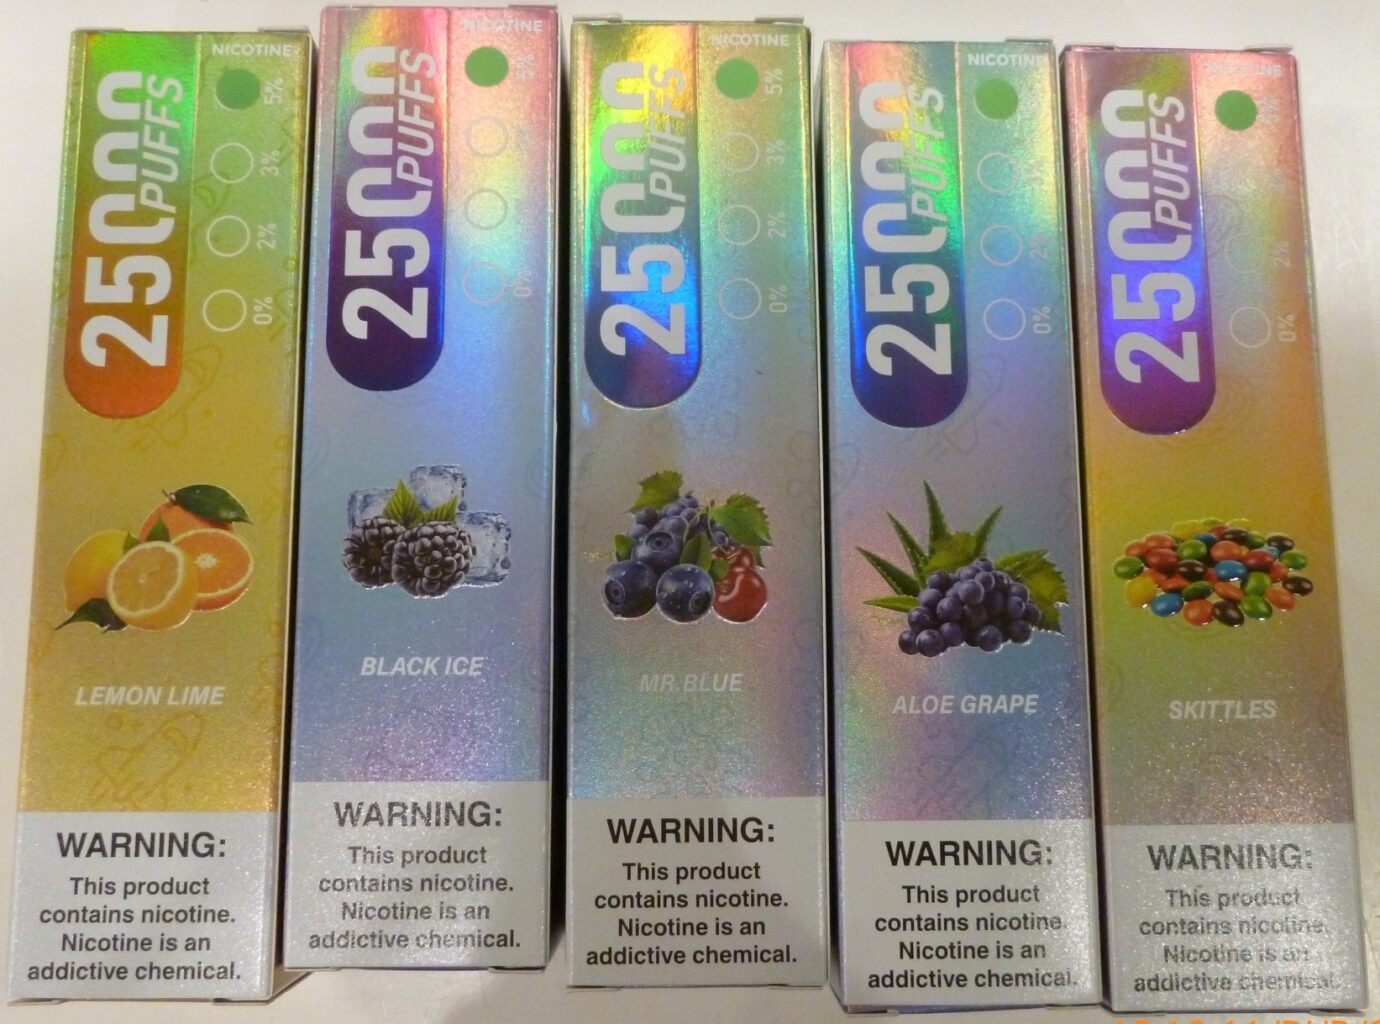 NICOTINE
5%
3%
2%
0%
25000
PUFFS
LEMON LIME
WARNING:
This product
contains nicotine.
Nicotine is an
addictive chemical.
NICOTINE
5%
0%
25000
PUFFS
BLACK ICE
WARNING:
This product
contains nicotine.
Nicotine is an
addictive chemical.
NICOTINE
5%
3%
2%
0%
25000
PUFFS
MR.BLUE
WARNING:
This product
contains nicotine.
Nicotine is an
addictive chemical.
NICOTINE
2%
0%
25000
PUFFS
ALOE GRAPE
WARNING:
This product
contains nicotine.
Nicotine is an
addictive chemical.
NICOTINE
5%
2%
0%
25000
PUFFS
SKITTLES
WARNING:
This product
contains nicotine.
Nicotine is an
addictive chemical.